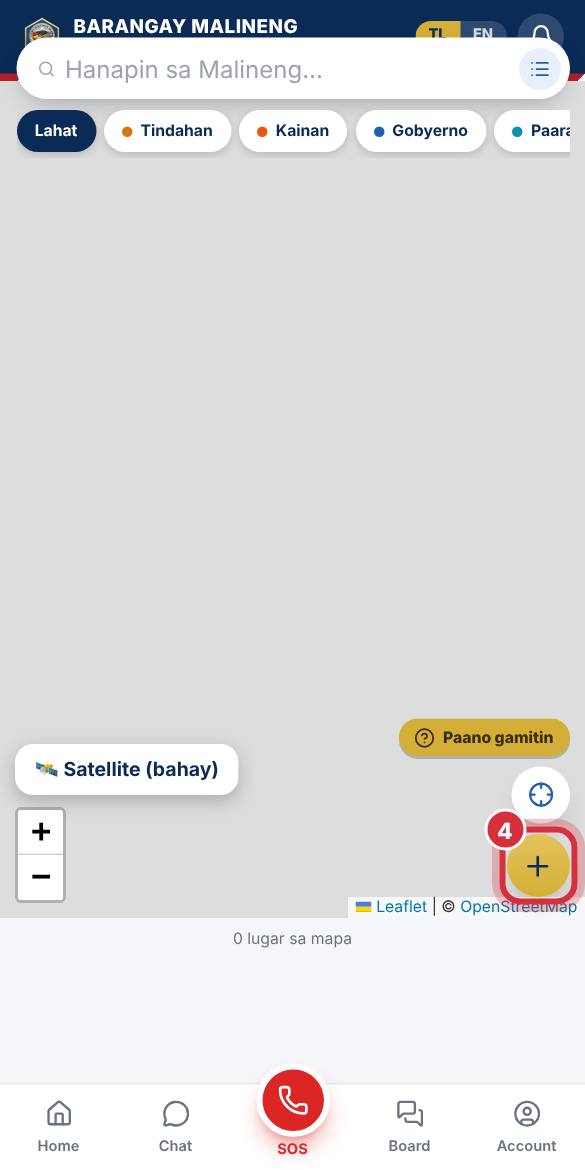 BARANGAY MALINENG
TL EN
Hanapin sa Malineng...
Lahat
Tindahan
Kainan
Gobyerno
Paara
Paano gamitin
Satellite (bahay)
4
+
+
−
Leaflet | © OpenStreetMap
0 lugar sa mapa
Home
Chat
SOS
Board
Account